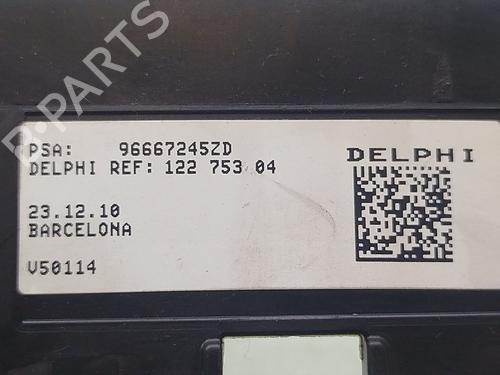 B-PARTS
PSA: 96667245ZD
DELPHI
DELPHI REF: 122 753 04
23.12.10
BARCELONA
V50114